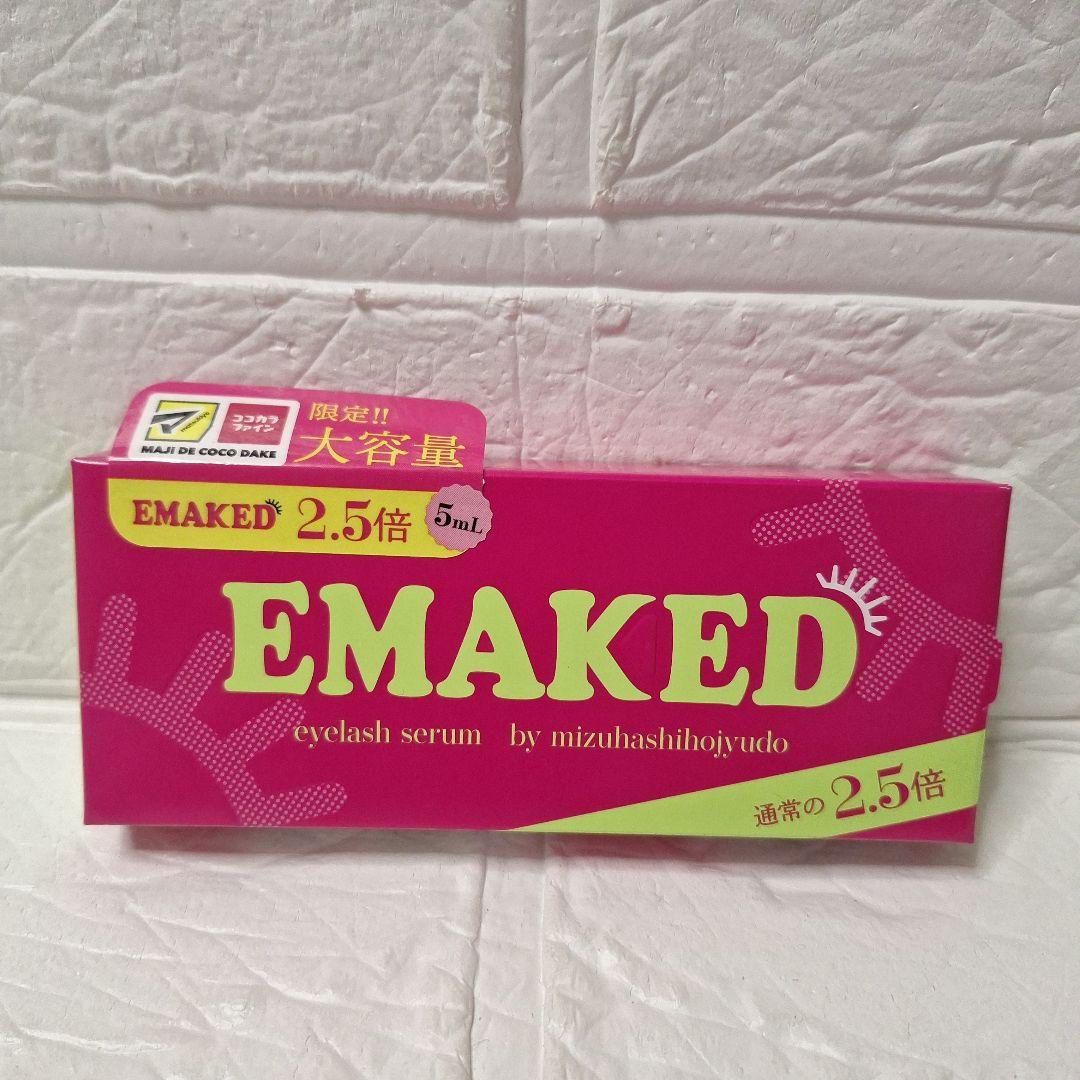 matsukiyo
ココカラ
ファイン
MAJI DE COCO DAKE
限定!!
大容量
EMAKED 2.5倍 5mL
EMAKED
eyelash serum by mizuhashihojyudo
通常の 2.5倍